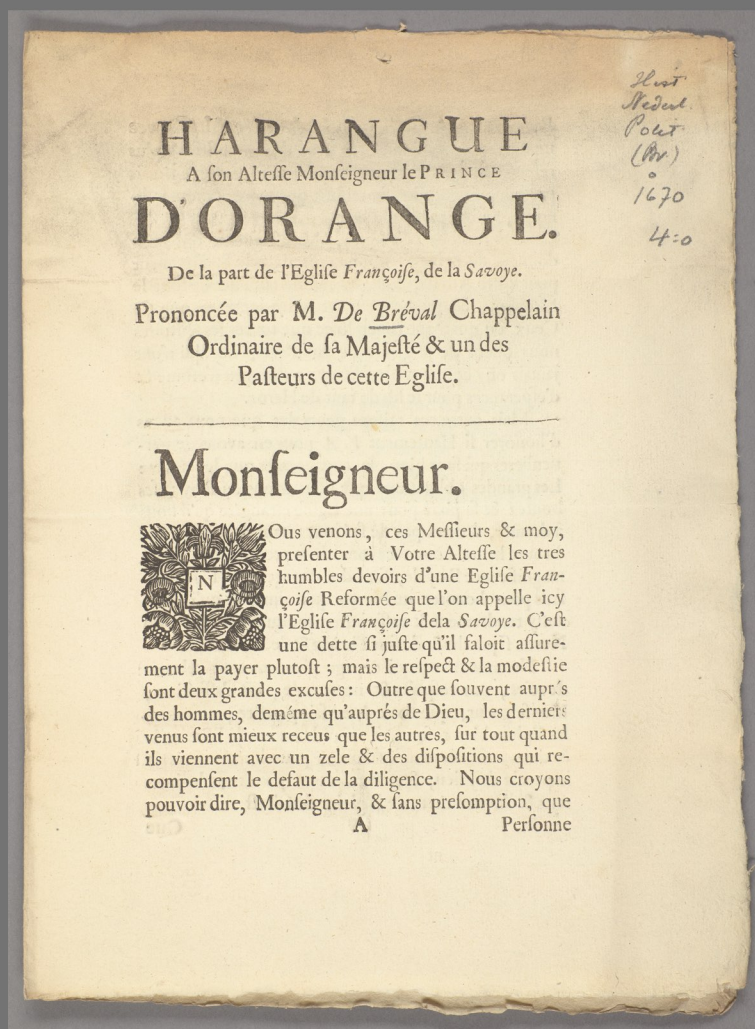 HARANGUE
A ſon Alteſſe Monſeigneur le PRINCE
D'ORANGE.
De la part de l'Egliſe Françoiſe, de la Savoye.
Prononcée par M. De Bréval Chappelain
Ordinaire de ſa Majeſté & un des
Paſteurs de cette Egliſe.
Monſeigneur.
NOus venons, ces Meſſieurs & moy,
preſenter à Votre Alteſſe les tres
humbles devoirs d'une Egliſe Fran-
çoiſe Reformée que l'on appelle icy
l'Egliſe Françoiſe dela Savoye. C'eſt
une dette ſi juſte qu'il faloit aſſure-
ment la payer plutoſt ; mais le reſpect & la modeſtie
ſont deux grandes excuſes : Outre que ſouvent auprés
des hommes, deméme qu'auprés de Dieu, les derniers
venus ſont mieux receus que les autres, ſur tout quand
ils viennent avec un zele & des diſpoſitions qui re-
compenſent le defaut de la diligence. Nous croyons
pouvoir dire, Monſeigneur, & ſans preſomption, que
A Perſonne
Hist
Nederl.
Polit
(Br.)
1670
4:o